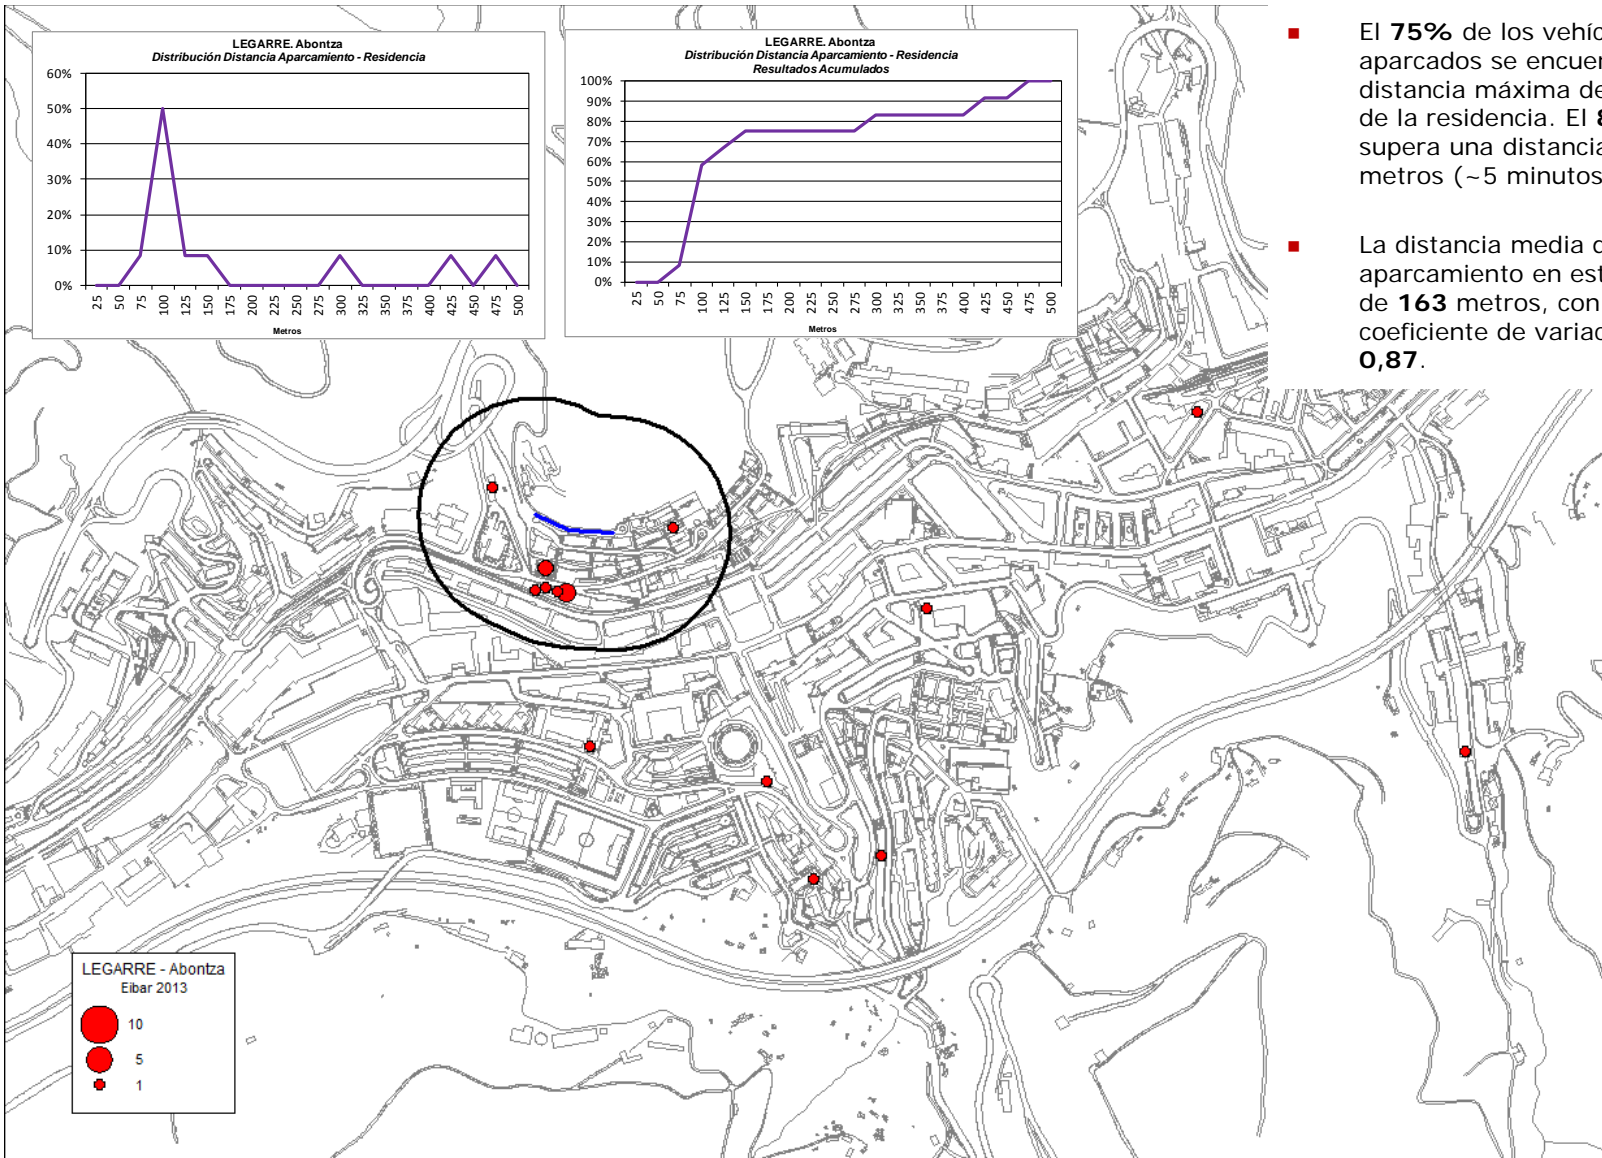 LEGARRE. Abontza
Distribución Distancia Aparcamiento - Residencia
60%
50%
40%
30%
20%
10%
0%
25 50 75 100 125 150 175 200 225 250 275 300 325 350 375 400 425 450 475 500
Metros
LEGARRE. Abontza
Distribución Distancia Aparcamiento - Residencia
Resultados Acumulados
100%
90%
80%
70%
60%
50%
40%
30%
20%
10%
0%
25 50 75 100 125 150 175 200 225 250 275 300 325 350 375 400 425 450 475 500
Metros
El 75% de los vehíc
aparcados se encuer
distancia máxima de
de la residencia. El
supera una distancia
metros (~5 minutos
La distancia media d
aparcamiento en est
de 163 metros, con
coeficiente de variac
0,87.
LEGARRE - Abontza
Eibar 2013
10
5
1